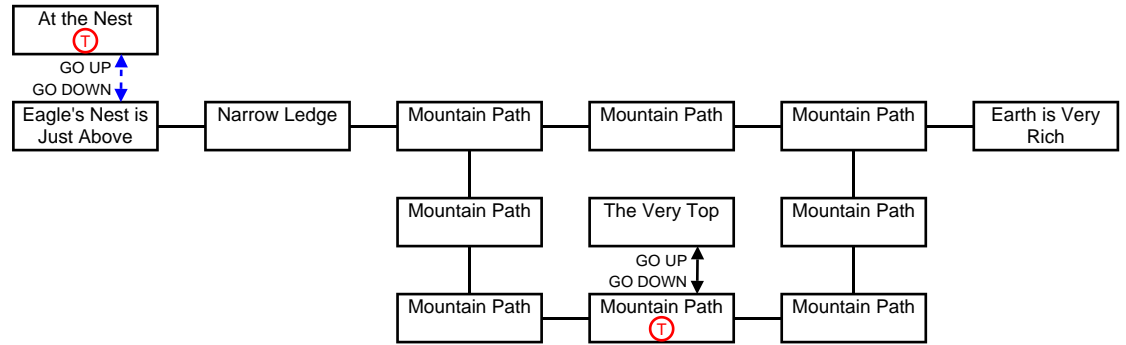 At the Nest
T
GO UP
GO DOWN
Eagle's Nest is
Just Above
Narrow Ledge
Mountain Path
Mountain Path
Mountain Path
Earth is Very
Rich
Mountain Path
The Very Top
Mountain Path
GO UP
GO DOWN
Mountain Path
Mountain Path
T
Mountain Path